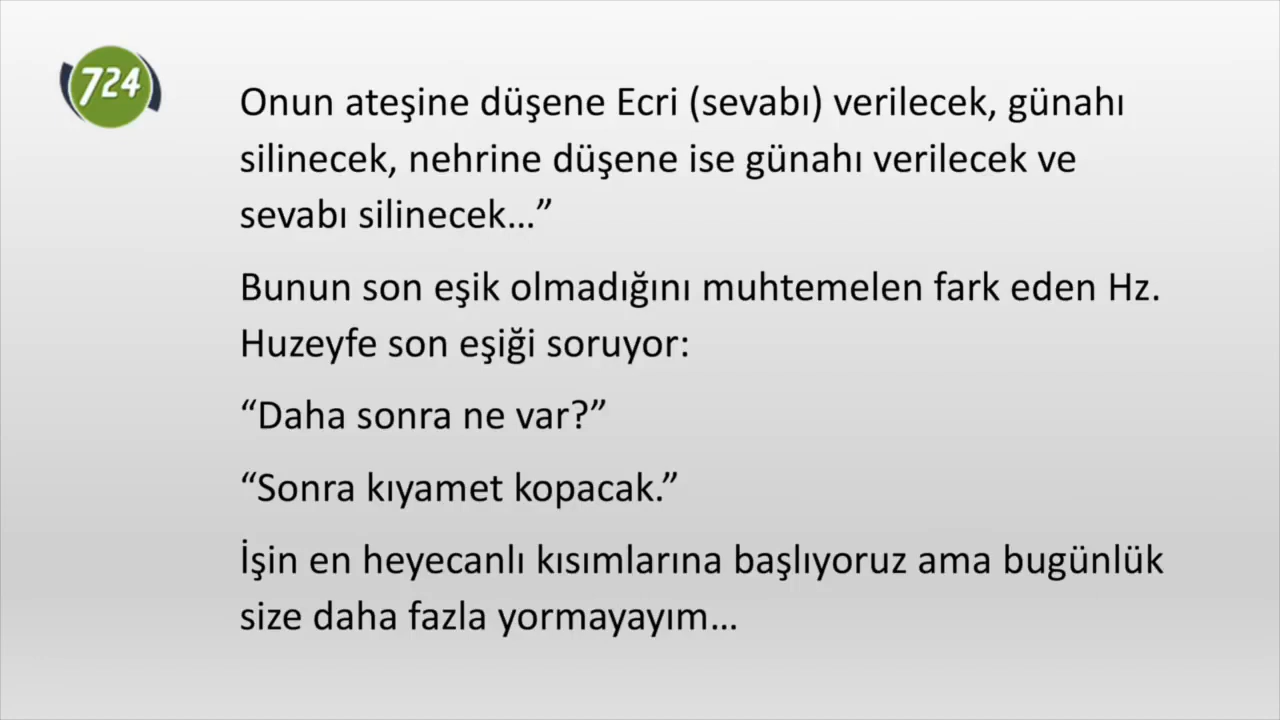 724
Onun ateşine düşene Ecri (sevabı) verilecek, günahı
silinecek, nehrine düşene ise günahı verilecek ve
sevabı silinecek…”
Bunun son eşik olmadığını muhtemelen fark eden Hz.
Huzeyfe son eşiği soruyor:
“Daha sonra ne var?”
“Sonra kıyamet kopacak.”
İşin en heyecanlı kısımlarına başlıyoruz ama bugünlük
size daha fazla yormayayım…